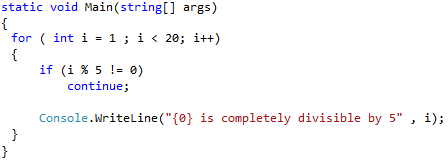 static void Main(string[] args)
{
for ( int i = 1 ; i < 20; i++)
{
if (i % 5 != 0)
continue;
Console.WriteLine("{0} is completely divisible by 5" , i);
}
}